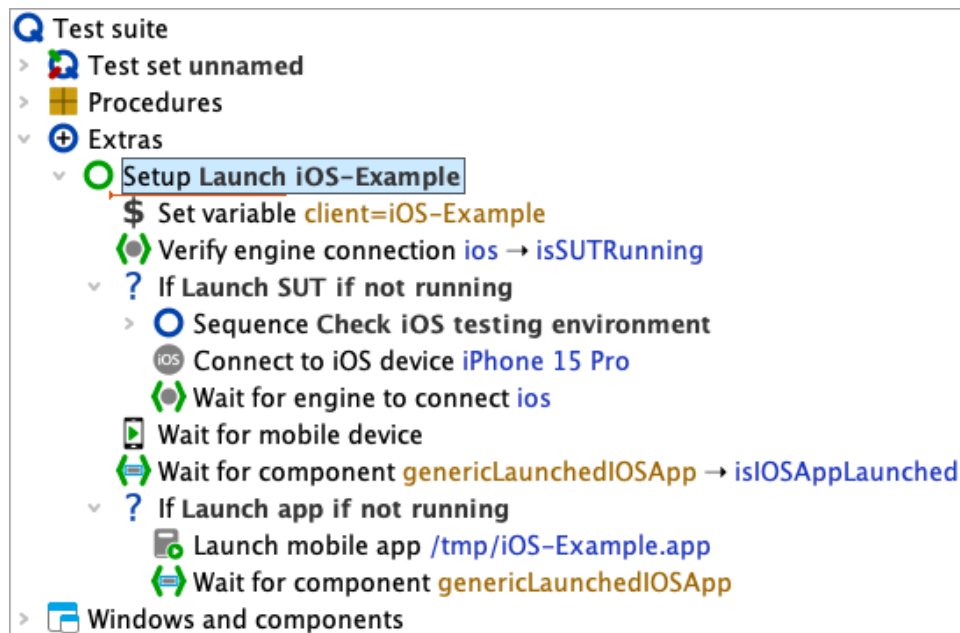 Test suite
Test set unnamed
Procedures
Extras
Setup Launch iOS-Example
$ Set variable client=iOS-Example
Verify engine connection ios → isSUTRunning
? If Launch SUT if not running
Sequence Check iOS testing environment
iOS Connect to iOS device iPhone 15 Pro
Wait for engine to connect ios
Wait for mobile device
Wait for component genericLaunchedIOSApp → isIOSAppLaunched
? If Launch app if not running
Launch mobile app /tmp/iOS-Example.app
Wait for component genericLaunchedIOSApp
Windows and components